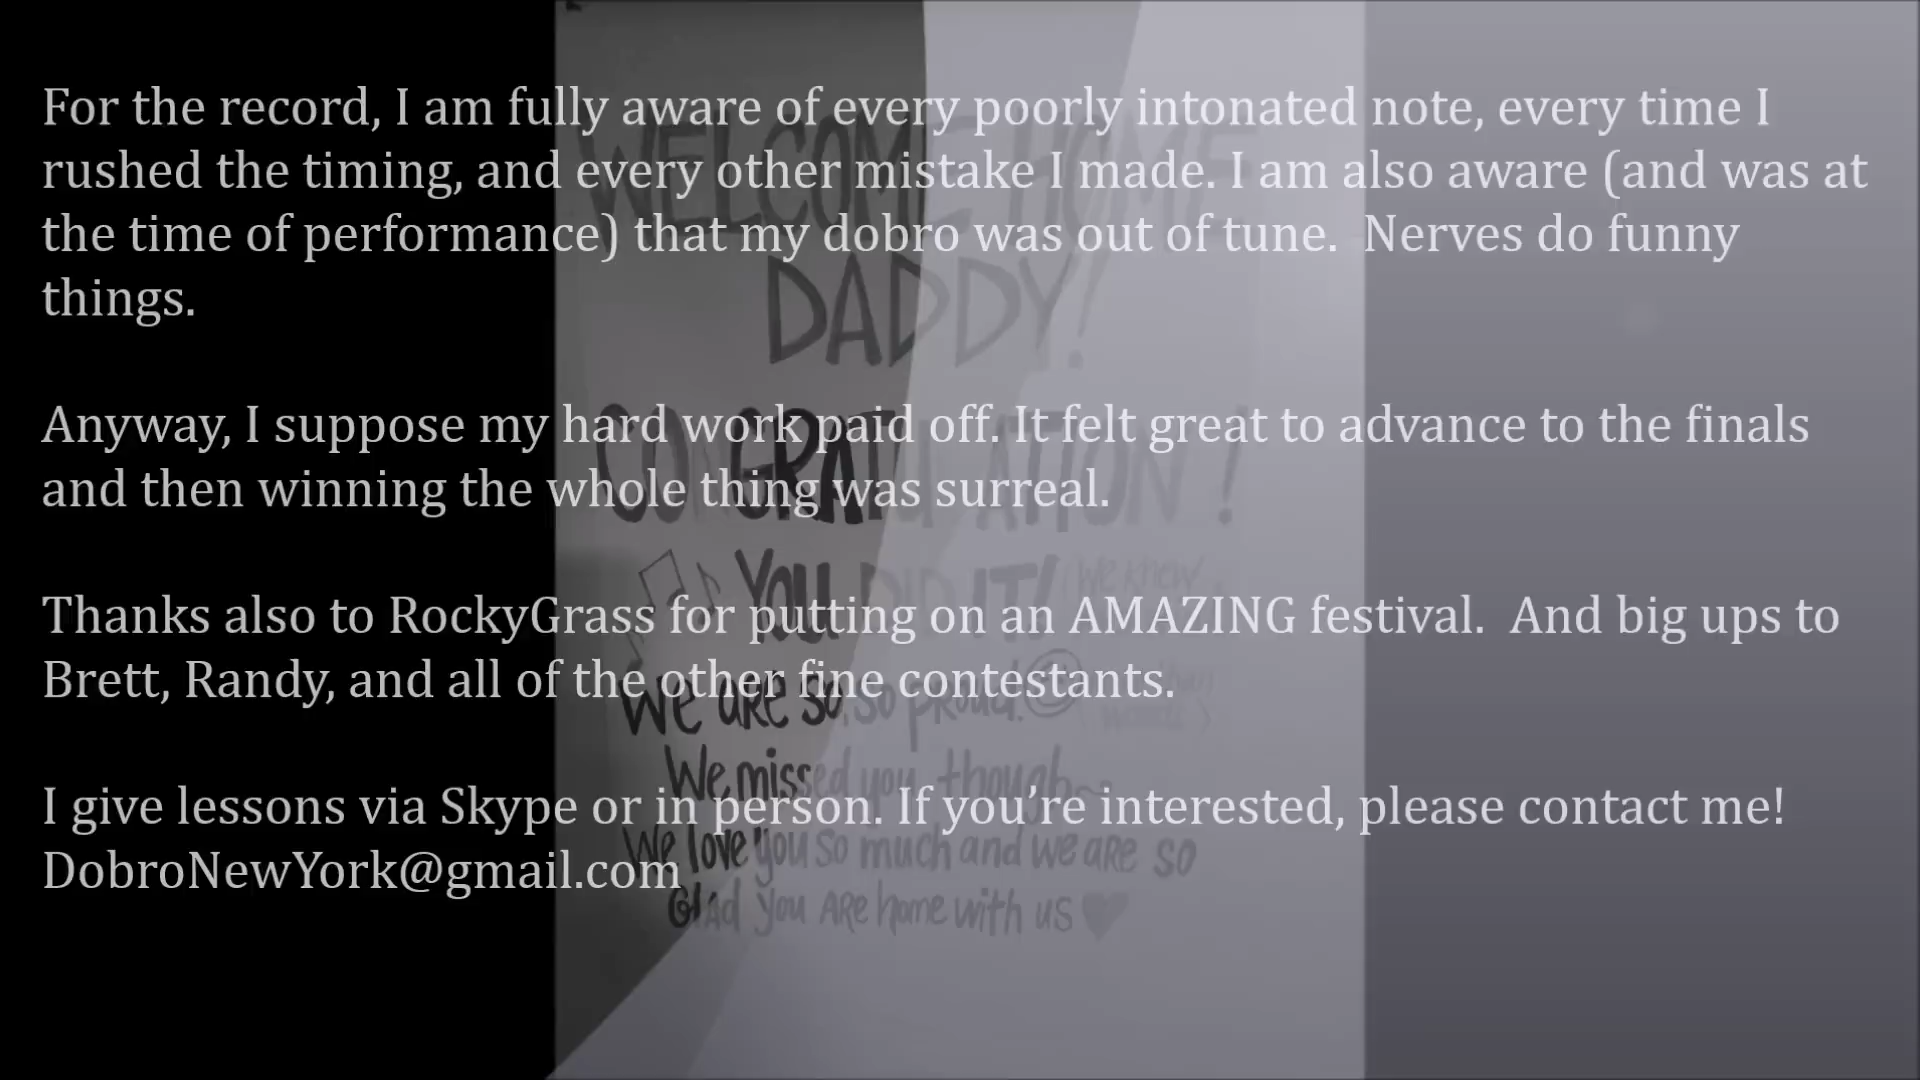 For the record, I am fully aware of every poorly intonated note, every time I
rushed the timing, and every other mistake I made. I am also aware (and was at
the time of performance) that my dobro was out of tune.  Nerves do funny
things.
Anyway, I suppose my hard work paid off. It felt great to advance to the finals
and then winning the whole thing was surreal.
Thanks also to RockyGrass for putting on an AMAZING festival.  And big ups to
Brett, Randy, and all of the other fine contestants.
I give lessons via Skype or in person. If you’re interested, please contact me!
DobroNewYork@gmail.com
WELCOME HOME
DADDY!
CONGRATULATION!
YOU DID IT! (we knew
We are so, so proud!
We missed you though~
We love you so much and we are so
Glad you are home with us